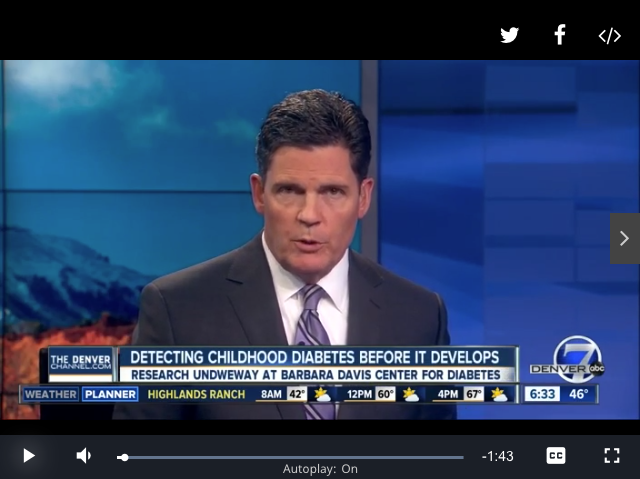 THE DENVER
CHANNEL.COM
DETECTING CHILDHOOD DIABETES BEFORE IT DEVELOPS
RESEARCH UNDWEWAY AT BARBARA DAVIS CENTER FOR DIABETES
DENVER 7 abc
WEATHER PLANNER HIGHLANDS RANCH 8AM 42° 12PM 60° 4PM 67° 6:33 46°
-1:43 CC
Autoplay: On